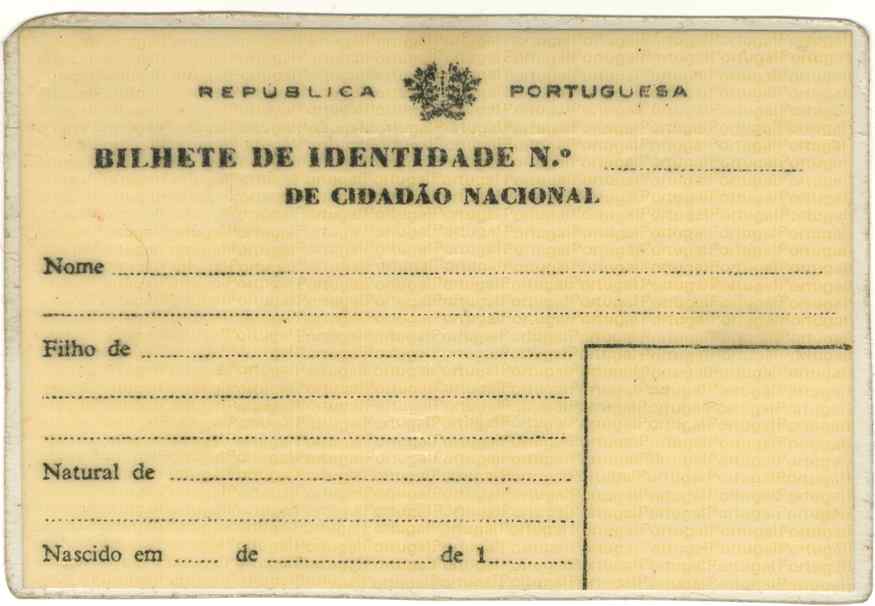 REPÚBLICA PORTUGUESA
BILHETE DE IDENTIDADE N.º
DE CIDADÃO NACIONAL
Nome
Filho de
Natural de
Nascido em ...... de .................. de 1.........